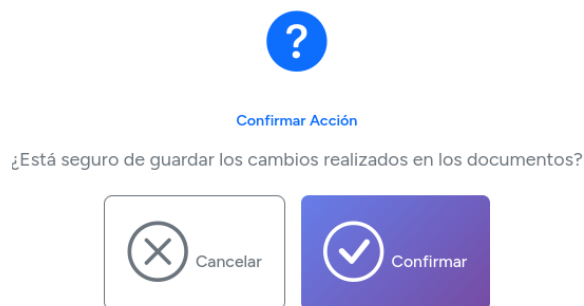 ?
Confirmar Acción
¿Está seguro de guardar los cambios realizados en los documentos?
Cancelar
Confirmar